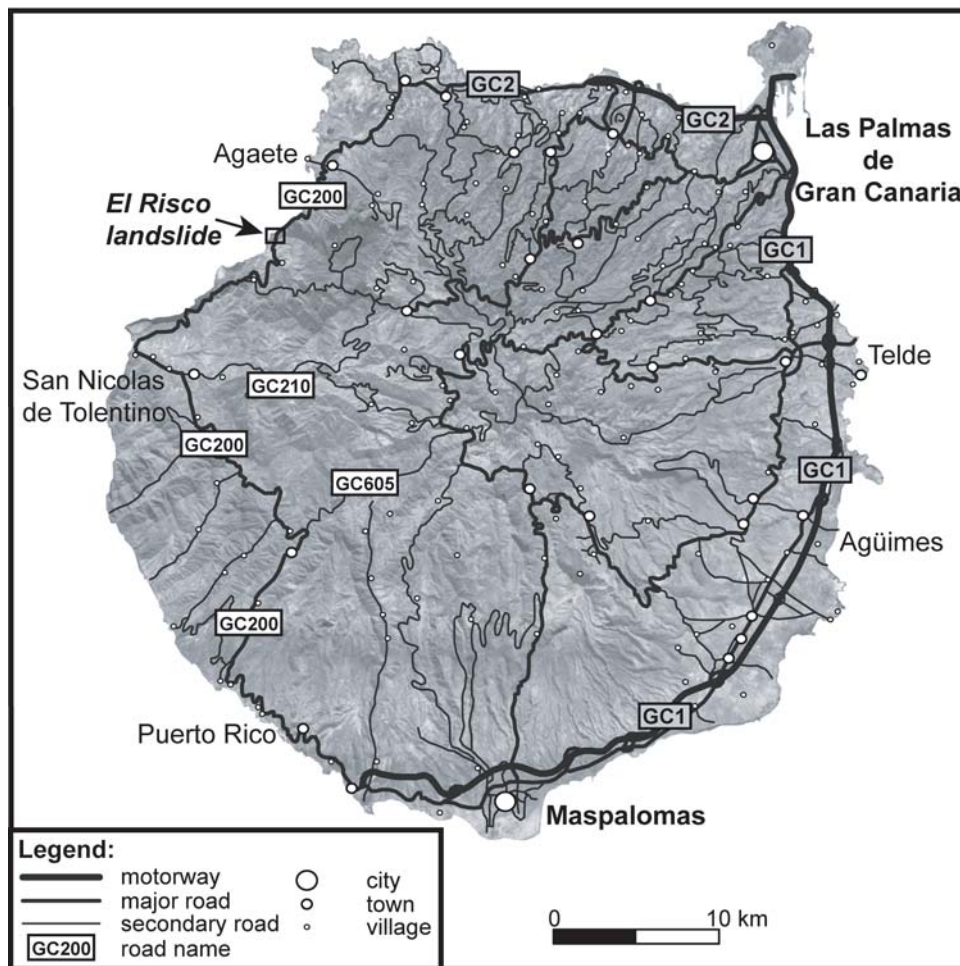 GC2
GC2
Las Palmas
de
Gran Canaria
Agaete
GC200
El Risco
landslide
GC1
Telde
San Nicolas
de Tolentino
GC210
GC200
GC1
GC605
Agüimes
GC200
GC1
Puerto Rico
Maspalomas
Legend:
motorway
city
major road
town
secondary road
village
GC200
road name
0
10 km